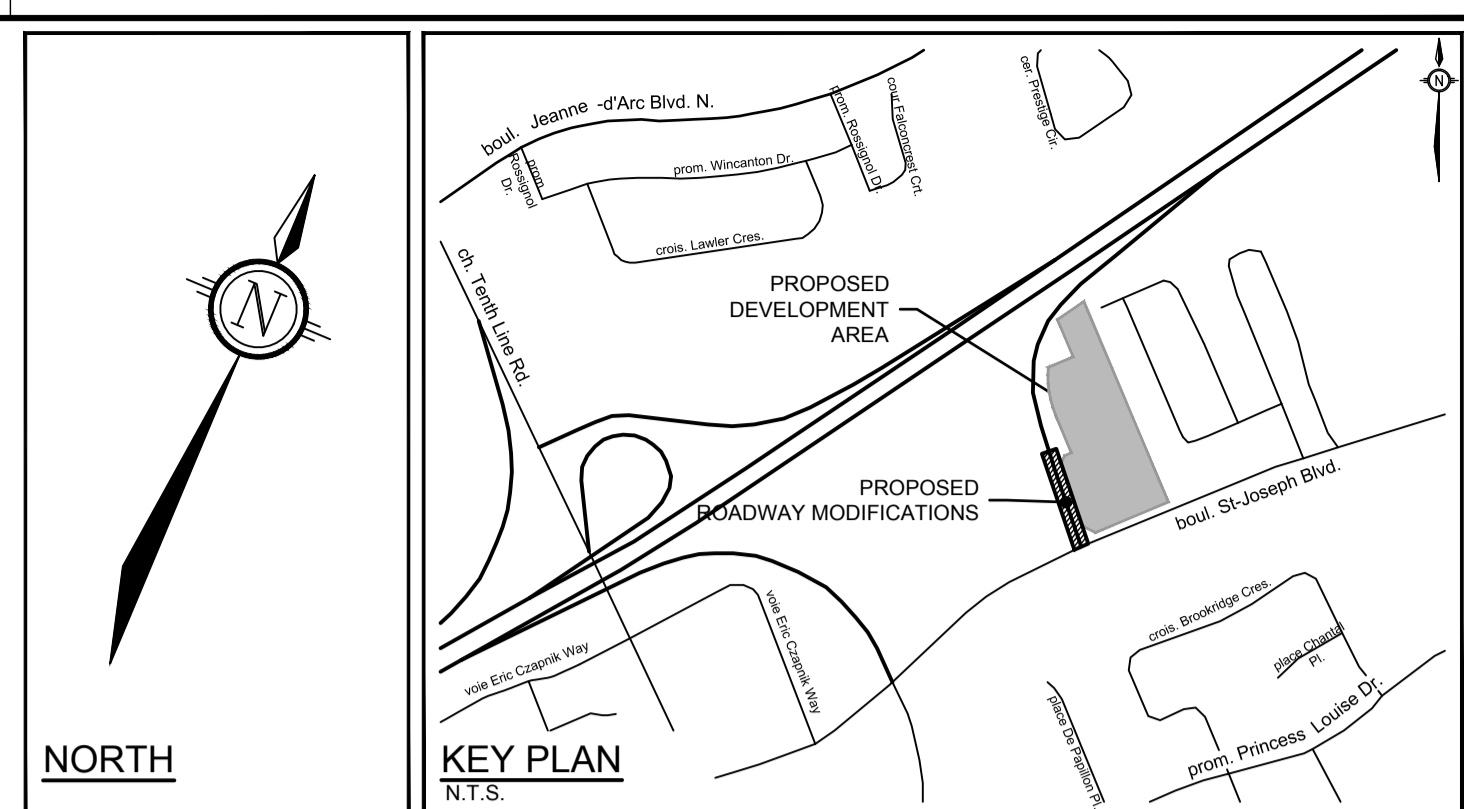 N
NORTH
boul. Jeanne -d'Arc Blvd. N.
prom.
Rossignol
Dr.
prom. Wincanton Dr.
prom. Rossignol Dr.
cour Falconcrest Crt.
cer. Prestige Cir.
N
crois. Lawler Cres.
ch. Tenth Line Rd.
PROPOSED
DEVELOPMENT
AREA
PROPOSED
ROADWAY MODIFICATIONS
boul. St-Joseph Blvd.
voie Eric Czapnik Way
voie Eric Czapnik Way
crois. Brookridge Cres.
place Chantal
Pl.
place De Papillon Pl.
prom. Princess Louise Dr.
KEY PLAN
N.T.S.